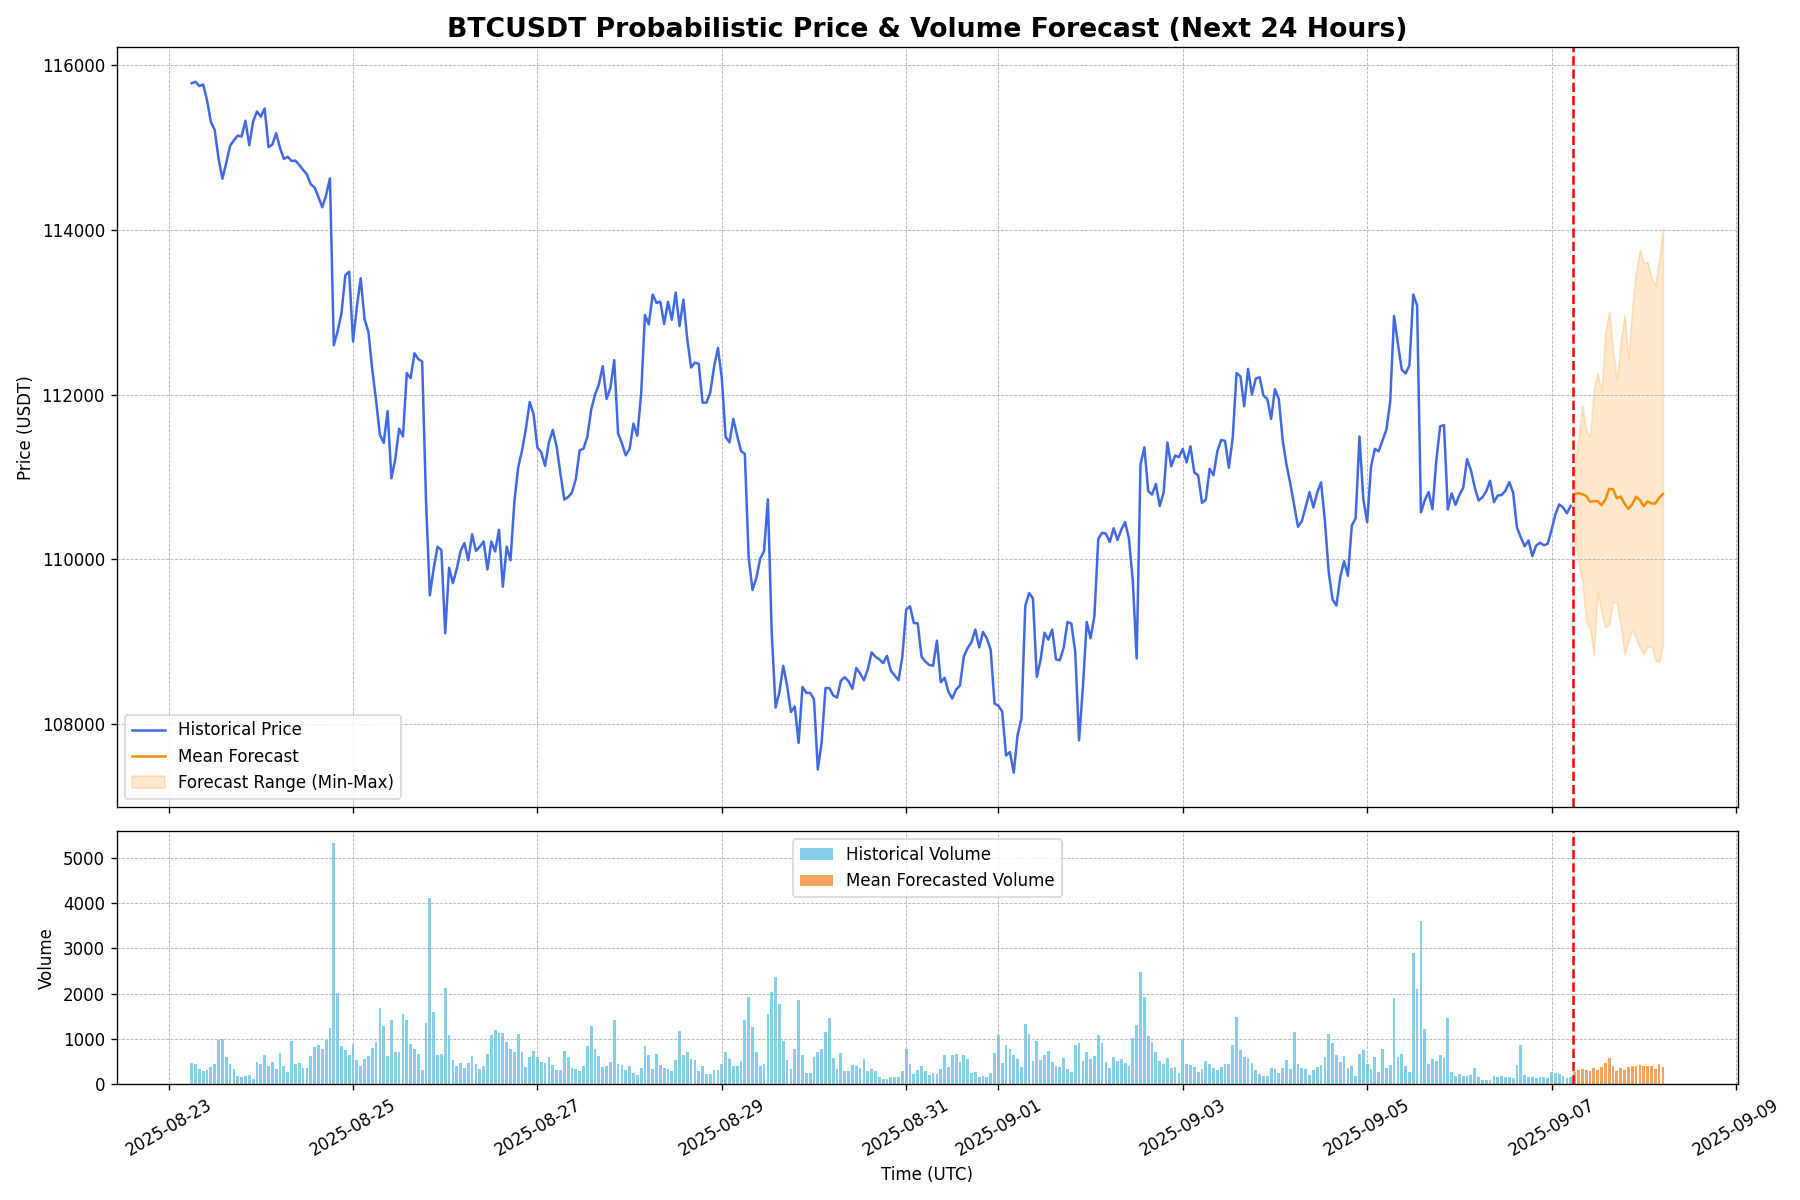 BTCUSDT Probabilistic Price & Volume Forecast (Next 24 Hours)
116000
114000
112000
110000
108000
Price (USDT)
Historical Price
Mean Forecast
Forecast Range (Min-Max)
5000
4000
3000
2000
1000
0
Volume
Historical Volume
Mean Forecasted Volume
2025-08-23
2025-08-25
2025-08-27
2025-08-29
2025-08-31
2025-09-01
2025-09-03
2025-09-05
2025-09-07
2025-09-09
Time (UTC)